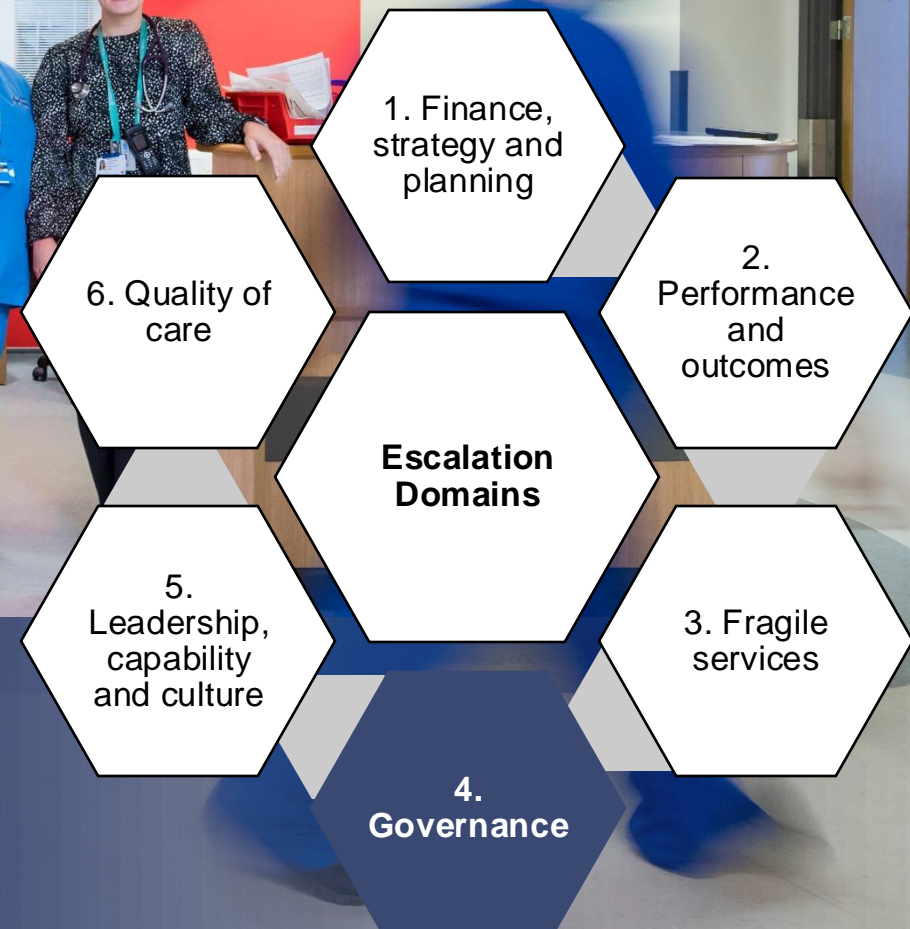 1. Finance,
strategy and
planning
2.
Performance
and
outcomes
3. Fragile
services
4.
Governance
5.
Leadership,
capability
and culture
6. Quality of
care
Escalation
Domains